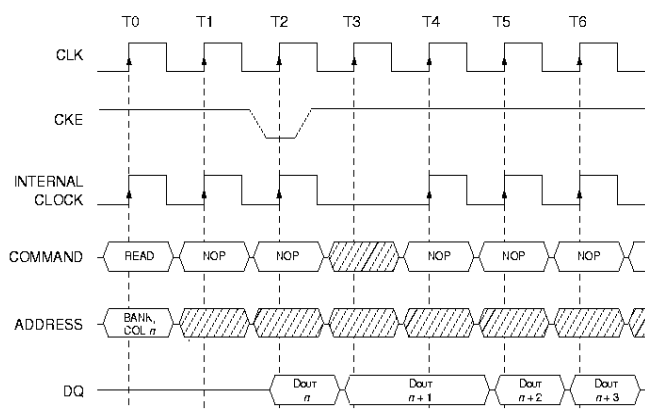 T0 T1 T2 T3 T4 T5 T6
CLK
CKE
INTERNAL
CLOCK
COMMAND READ NOP NOP NOP NOP NOP
ADDRESS BANK,
COL n
DQ DOUT DOUT DOUT DOUT
n n + 1 n + 2 n + 3